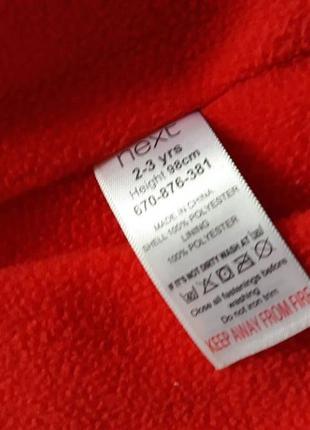 next
2-3 yrs
Height 98cm
670-876-381
MADE IN CHINA
SHELL 100% POLYESTER
LINING
100% POLYESTER
IF IT'S NOT DIRTY WASH AT
Close all fastenings before
washing
Do not iron trim
KEEP AWAY FROM FIRE